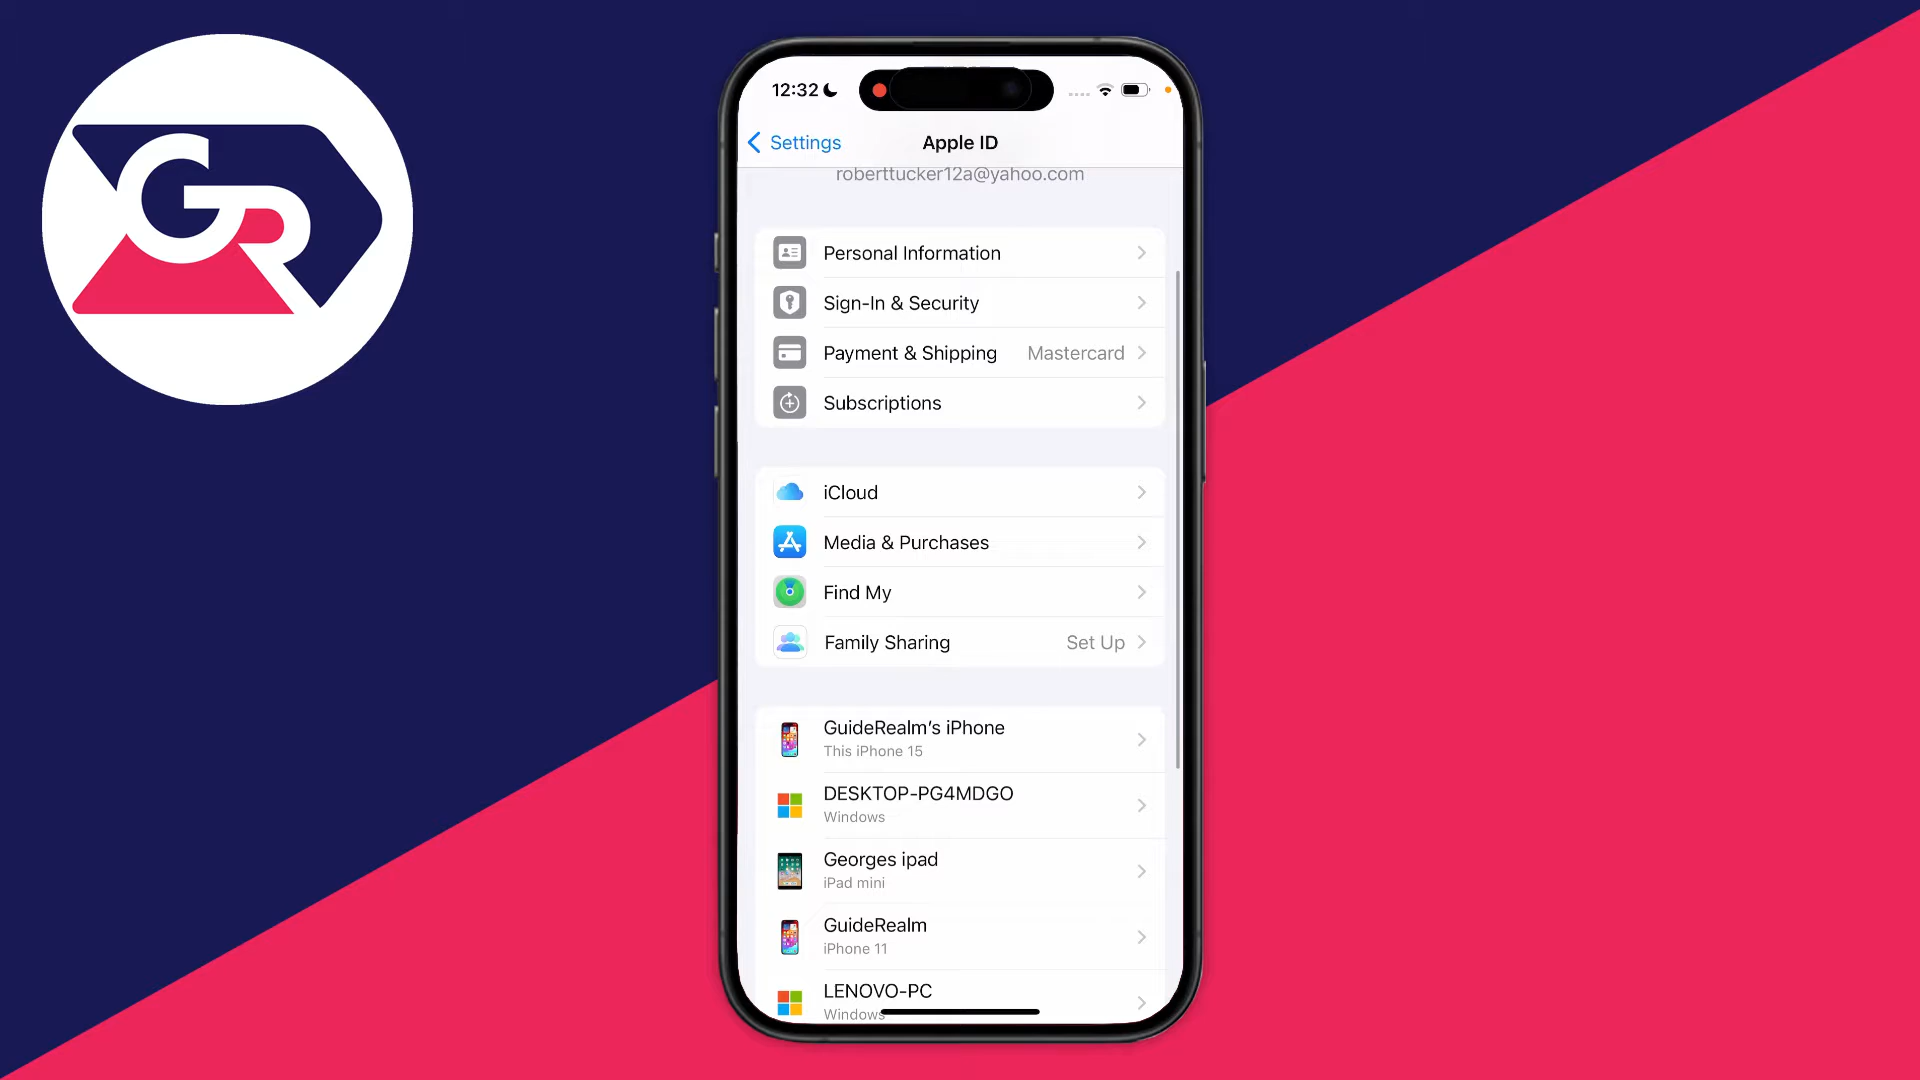 GR
12:32
Settings
Apple ID
roberttucker12a@yahoo.com
Personal Information
Sign-In & Security
Payment & Shipping Mastercard
Subscriptions
iCloud
Media & Purchases
Find My
Family Sharing Set Up
GuideRealm's iPhone
This iPhone 15
DESKTOP-PG4MDGO
Windows
Georges ipad
iPad mini
GuideRealm
iPhone 11
LENOVO-PC
Windows